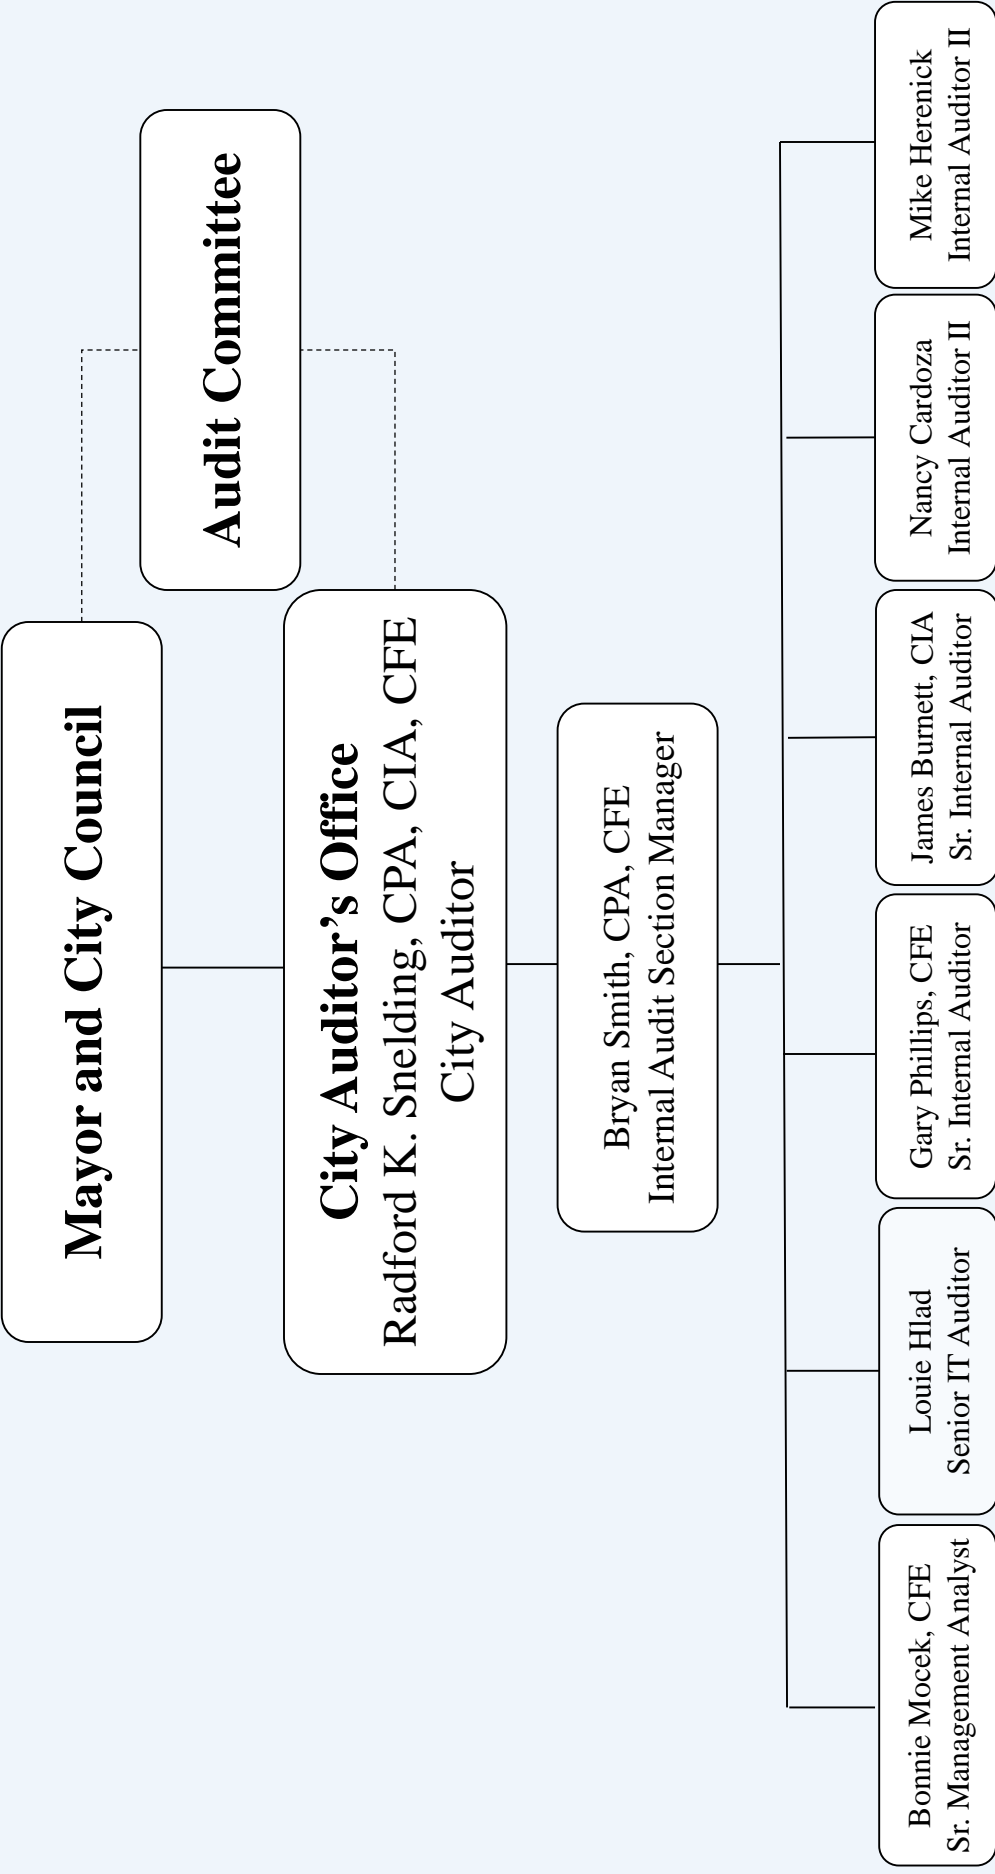 Mayor and City Council
Audit Committee
City Auditor’s Office
Radford K. Snelding, CPA, CIA, CFE
City Auditor
Bryan Smith, CPA, CFE
Internal Audit Section Manager
Bonnie Mocek, CFE
Sr. Management Analyst
Louie Hlad
Senior IT Auditor
Gary Phillips, CFE
Sr. Internal Auditor
James Burnett, CIA
Sr. Internal Auditor
Nancy Cardoza
Internal Auditor II
Mike Herenick
Internal Auditor II